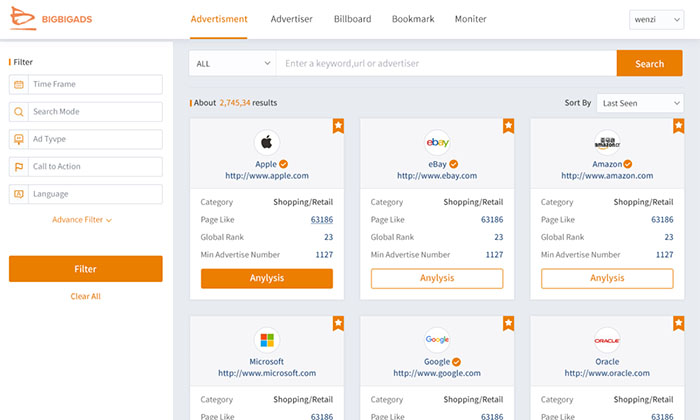 BIGBIGADS
Advertisment Advertiser Billboard Bookmark Moniter
wenzi
Filter
Time Frame
Search Mode
Ad Tyvpe
Call to Action
Language
Advance Filter
Filter
Clear All
ALL Enter a keyword,url or advertiser Search
About 2,745,34 results
Sort By Last Seen
Apple
http://www.apple.com
Category Shopping/Retail
Page Like 63186
Global Rank 23
Min Advertise Number 1127
Anylysis
ebay
eBay
http://www.ebay.com
Category Shopping/Retail
Page Like 63186
Global Rank 23
Min Advertise Number 1127
Anylysis
亚马逊
amazon.cn
Amazon
http://www.amazon.com
Category Shopping/Retail
Page Like 63186
Global Rank 23
Min Advertise Number 1127
Anylysis
Microsoft
http://www.microsoft.com
Category Shopping/Retail
Page Like 63186
Google
Google
http://www.google.com
Category Shopping/Retail
Page Like 63186
ORACLE
Oracle
http://www.oracle.com
Category Shopping/Retail
Page Like 63186